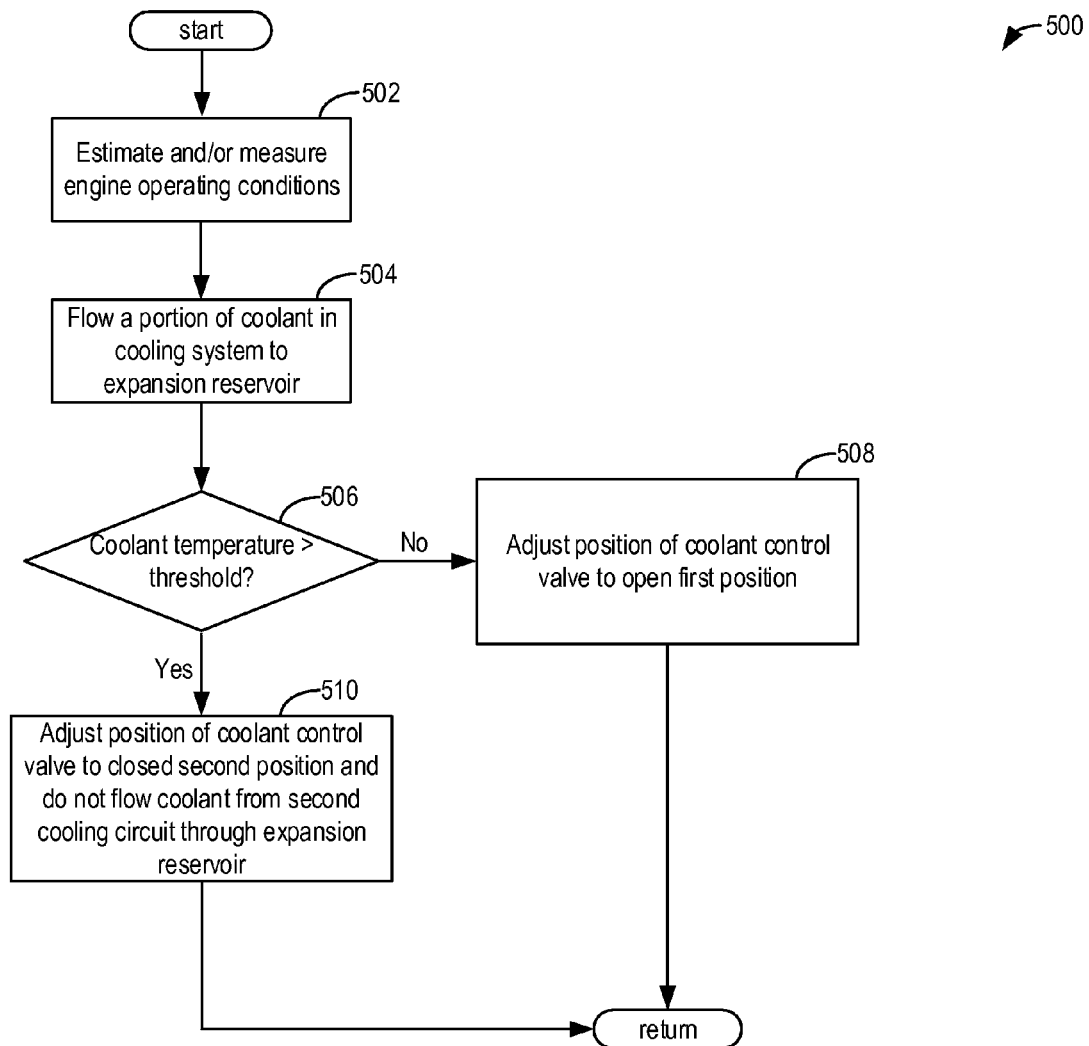 start
500
502
Estimate and/or measure
engine operating conditions
504
Flow a portion of coolant in
cooling system to
expansion reservoir
506
Coolant temperature >
threshold?
No
508
Adjust position of coolant control
valve to open first position
Yes
510
Adjust position of coolant control
valve to closed second position and
do not flow coolant from second
cooling circuit through expansion
reservoir
return